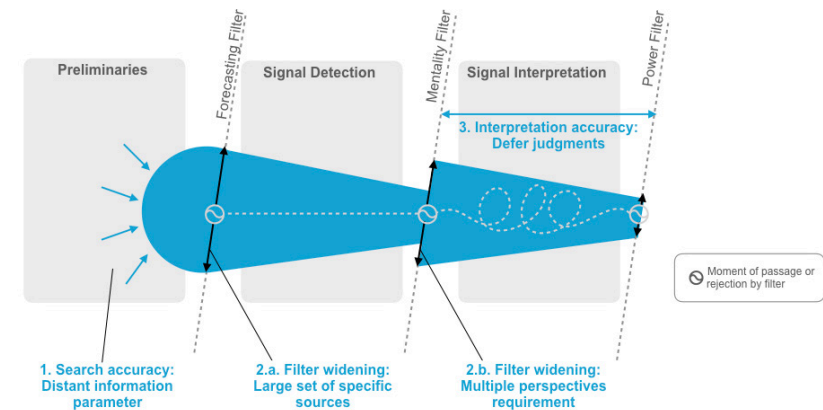 Preliminaries
Forecasting Filter
Signal Detection
Mentality Filter
Signal Interpretation
Power Filter
3. Interpretation accuracy:
Defer judgments
Moment of passage or
rejection by filter
1. Search accuracy:
Distant information
parameter
2.a. Filter widening:
Large set of specific
sources
2.b. Filter widening:
Multiple perspectives
requirement